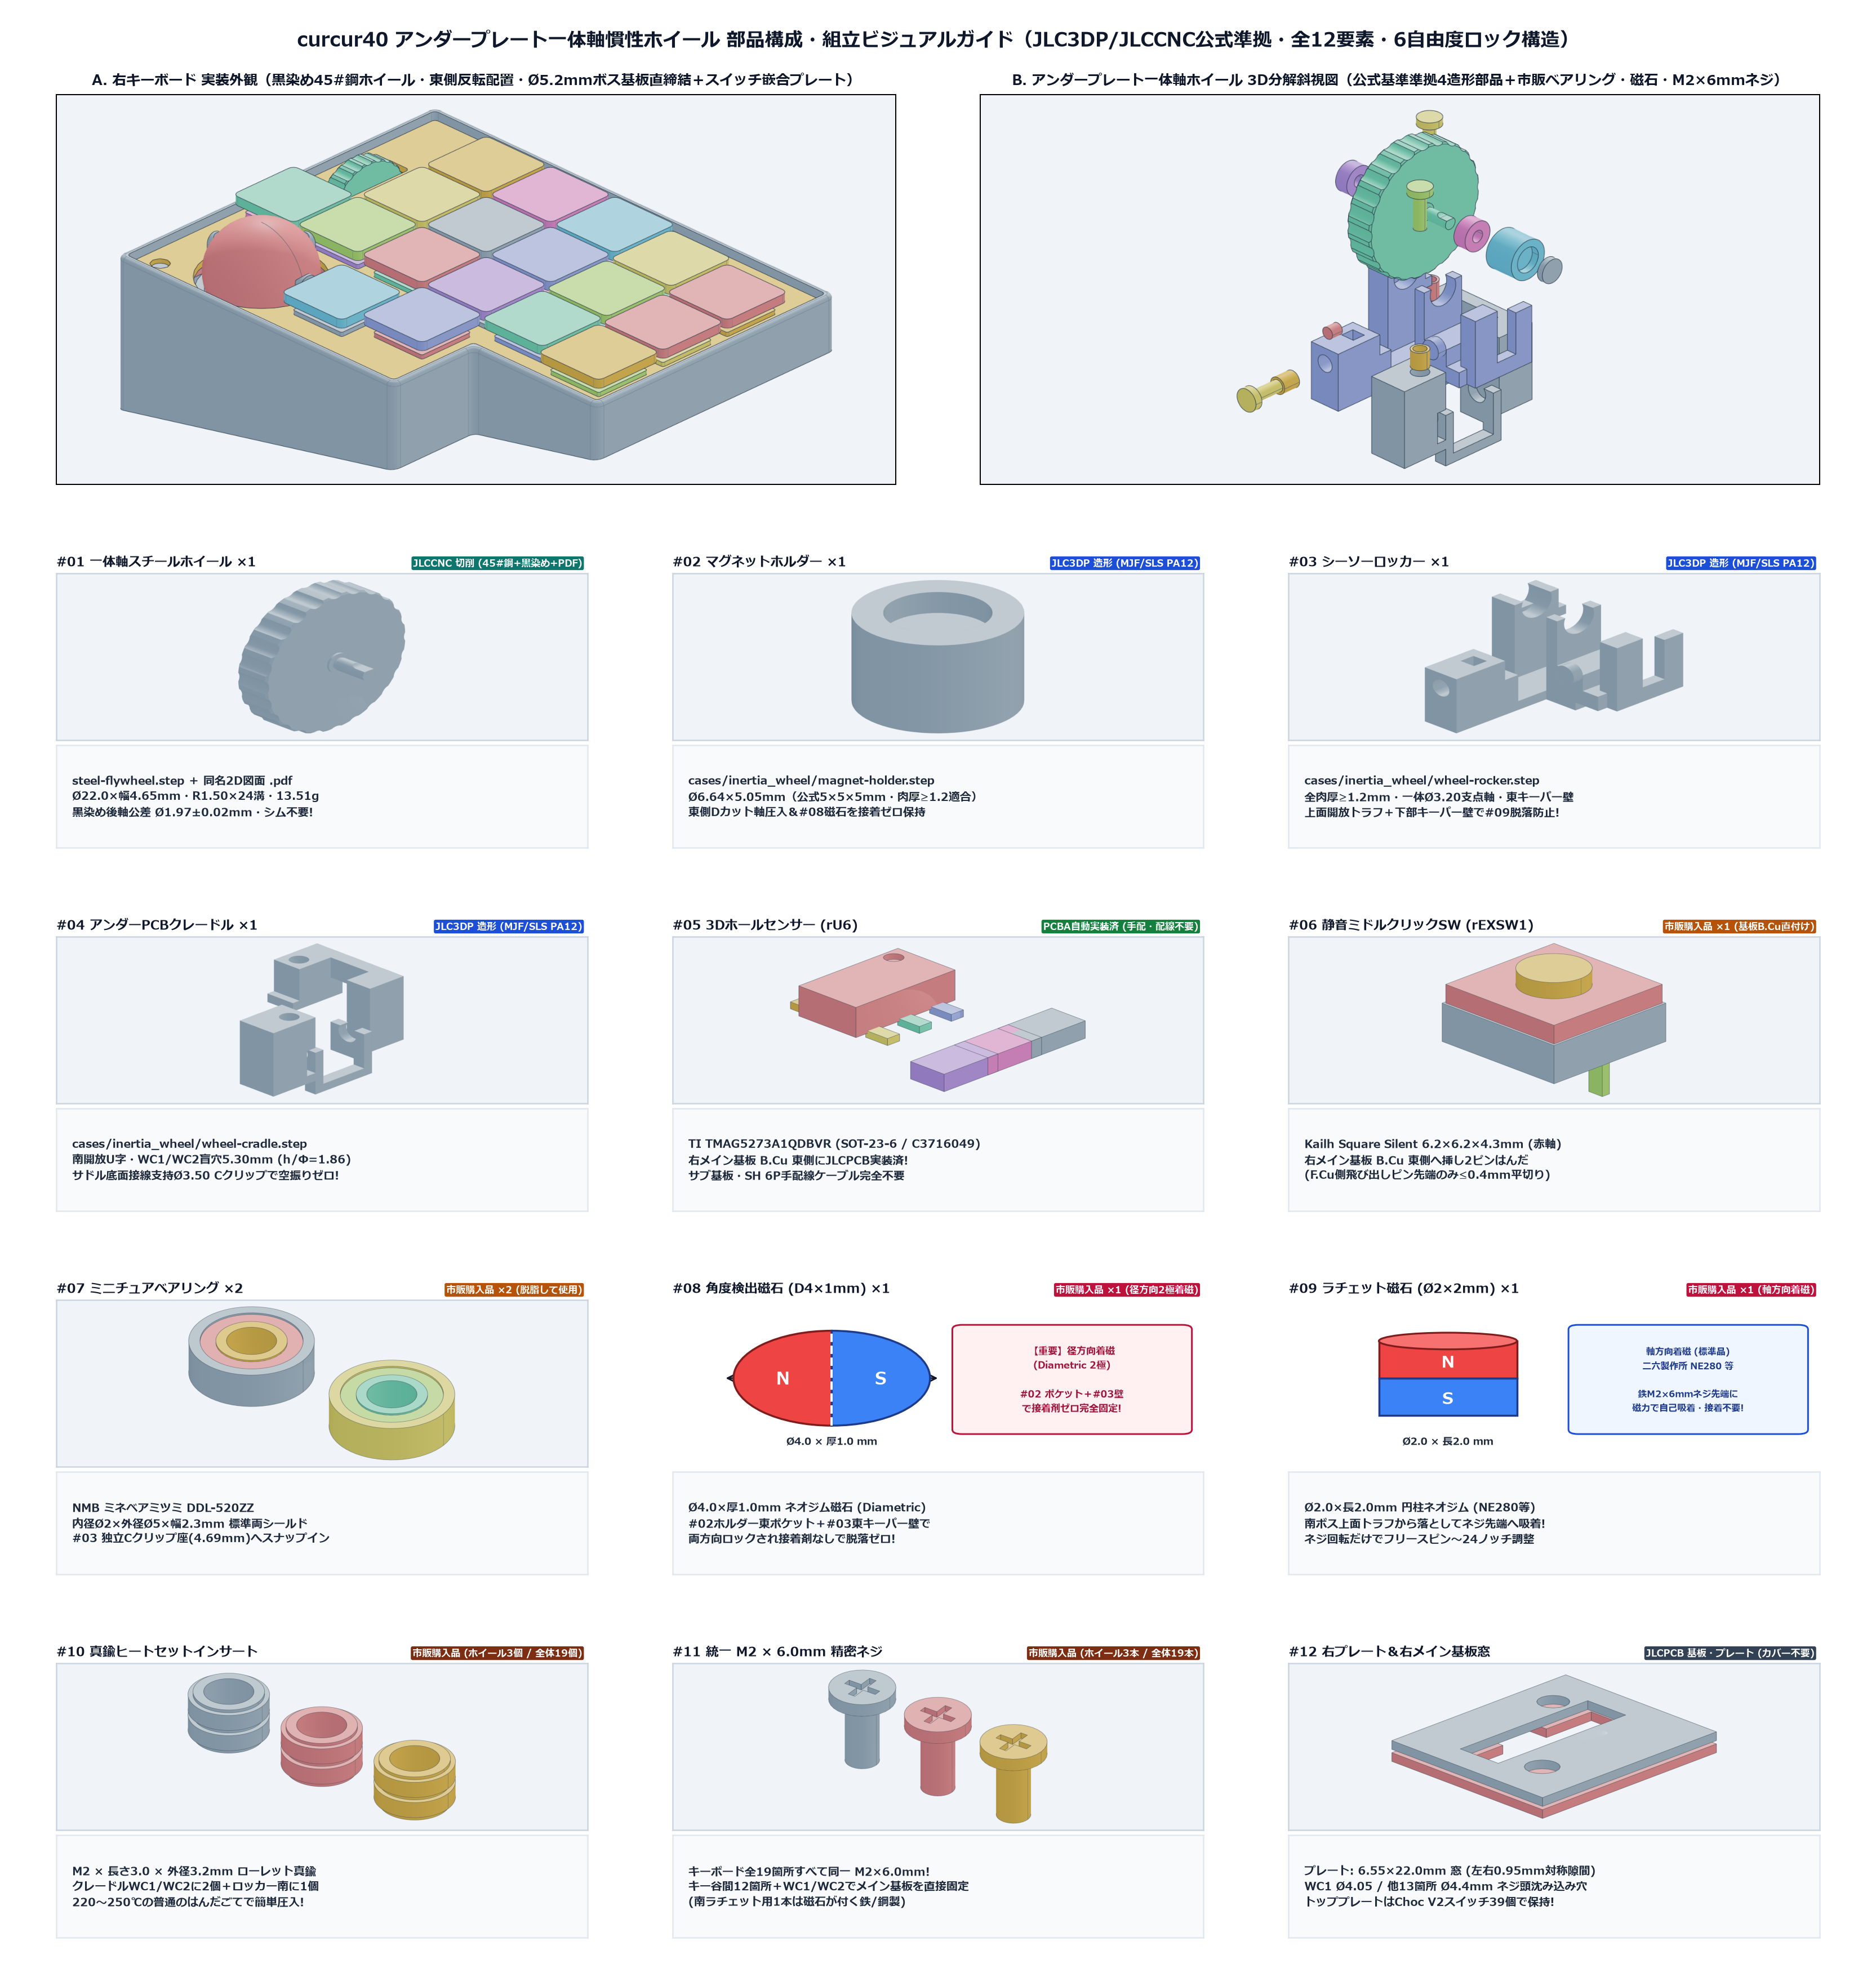 curcur40 アンダープレート一体軸慣性ホイール 部品構成・組立ビジュアルガイド（JLC3DP/JLCCNC公式準拠・全12要素・6自由度ロック構造）
A. 右キーボード 実装外観（黒染め45#鋼ホイール・東側反転配置・Ø5.2mmボス基板直締結＋スイッチ嵌合プレート）
B. アンダープレート一体軸ホイール 3D分解斜視図（公式基準準拠4造形部品＋市販ベアリング・磁石・M2×6mmネジ）
#01 一体軸スチールホイール ×1
JLCCNC 切削 (45#鋼+黒染め+PDF)
steel-flywheel.step + 同名2D図面 .pdf
Ø22.0×幅4.65mm・R1.50×24溝・13.51g
黒染め後軸公差 Ø1.97±0.02mm・シム不要!
#02 マグネットホルダー ×1
JLC3DP 造形 (MJF/SLS PA12)
cases/inertia_wheel/magnet-holder.step
Ø6.64×5.05mm（公式5×5×5mm・肉厚≥1.2適合）
東側Dカット軸圧入＆#08磁石を接着ゼロ保持
#03 シーソーロッカー ×1
JLC3DP 造形 (MJF/SLS PA12)
cases/inertia_wheel/wheel-rocker.step
全肉厚≥1.2mm・一体Ø3.20支点軸・東キーパー壁
上面開放トラフ＋下部キーパー壁で#09脱落防止!
#04 アンダーPCBクレードル ×1
JLC3DP 造形 (MJF/SLS PA12)
cases/inertia_wheel/wheel-cradle.step
南開放U字・WC1/WC2盲穴5.30mm (h/Φ=1.86)
サドル底面接線支持Ø3.50 Cクリップで空振りゼロ!
#05 3Dホールセンサー (rU6)
PCBA自動実装済 (手配・配線不要)
TI TMAG5273A1QDBVR (SOT-23-6 / C3716049)
右メイン基板 B.Cu 東側にJLCPCB実装済!
サブ基板・SH 6P手配線ケーブル完全不要
#06 静音ミドルクリックSW (rEXSW1)
市販購入品 ×1 (基板B.Cu直付け)
Kailh Square Silent 6.2×6.2×4.3mm (赤軸)
右メイン基板 B.Cu 東側へ挿し2ピンはんだ
(F.Cu側飛び出しピン先端のみ≤0.4mm平切り)
#07 ミニチュアベアリング ×2
市販購入品 ×2 (脱脂して使用)
NMB ミネベアミツミ DDL-520ZZ
内径Ø2×外径Ø5×幅2.3mm 標準両シールド
#03 独立Cクリップ座(4.69mm)へスナップイン
#08 角度検出磁石 (D4×1mm) ×1
市販購入品 ×1 (径方向2極着磁)
N
S
Ø4.0 × 厚1.0 mm
【重要】径方向着磁
(Diametric 2極)
#02 ポケット＋#03壁
で接着剤ゼロ完全固定!
Ø4.0×厚1.0mm ネオジム磁石 (Diametric)
#02ホルダー東ポケット＋#03東キーパー壁で
両方向ロックされ接着剤なしで脱落ゼロ!
#09 ラチェット磁石 (Ø2×2mm) ×1
市販購入品 ×1 (軸方向着磁)
N
S
Ø2.0 × 長2.0 mm
軸方向着磁 (標準品)
二六製作所 NE280 等
鉄M2×6mmネジ先端に
磁力で自己吸着・接着不要!
Ø2.0×長2.0mm 円柱ネオジム (NE280等)
南ボス上面トラフから落としてネジ先端へ吸着!
ネジ回転だけでフリースピン～24ノッチ調整
#10 真鍮ヒートセットインサート
市販購入品 (ホイール3個 / 全体19個)
M2 × 長さ3.0 × 外径3.2mm ローレット真鍮
クレードルWC1/WC2に2個＋ロッカー南に1個
220～250℃の普通のはんだごてで簡単圧入!
#11 統一 M2 × 6.0mm 精密ネジ
市販購入品 (ホイール3本 / 全体19本)
キーボード全19箇所すべて同一 M2×6.0mm!
キー谷間12箇所＋WC1/WC2でメイン基板を直接固定
(南ラチェット用1本は磁石が付く鉄/鋼製)
#12 右プレート＆右メイン基板窓
JLCPCB 基板・プレート (カバー不要)
プレート: 6.55×22.0mm 窓 (左右0.95mm対称隙間)
WC1 Ø4.05 / 他13箇所 Ø4.4mm ネジ頭沈み込み穴
トッププレートはChoc V2スイッチ39個で保持!